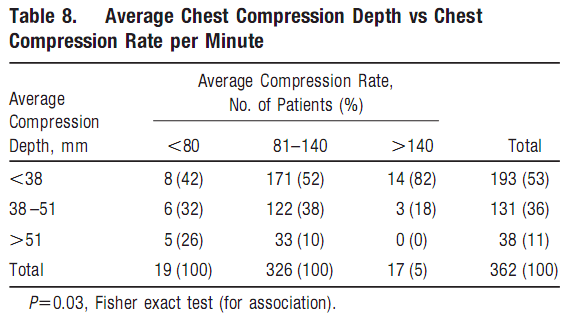 Table 8. Average Chest Compression Depth vs Chest
Compression Rate per Minute
Average Compression Rate,
No. of Patients (%)
Average
Compression
Depth, mm <80 81–140 >140 Total
<38 8 (42) 171 (52) 14 (82) 193 (53)
38–51 6 (32) 122 (38) 3 (18) 131 (36)
>51 5 (26) 33 (10) 0 (0) 38 (11)
Total 19 (100) 326 (100) 17 (5) 362 (100)
P=0.03, Fisher exact test (for association).